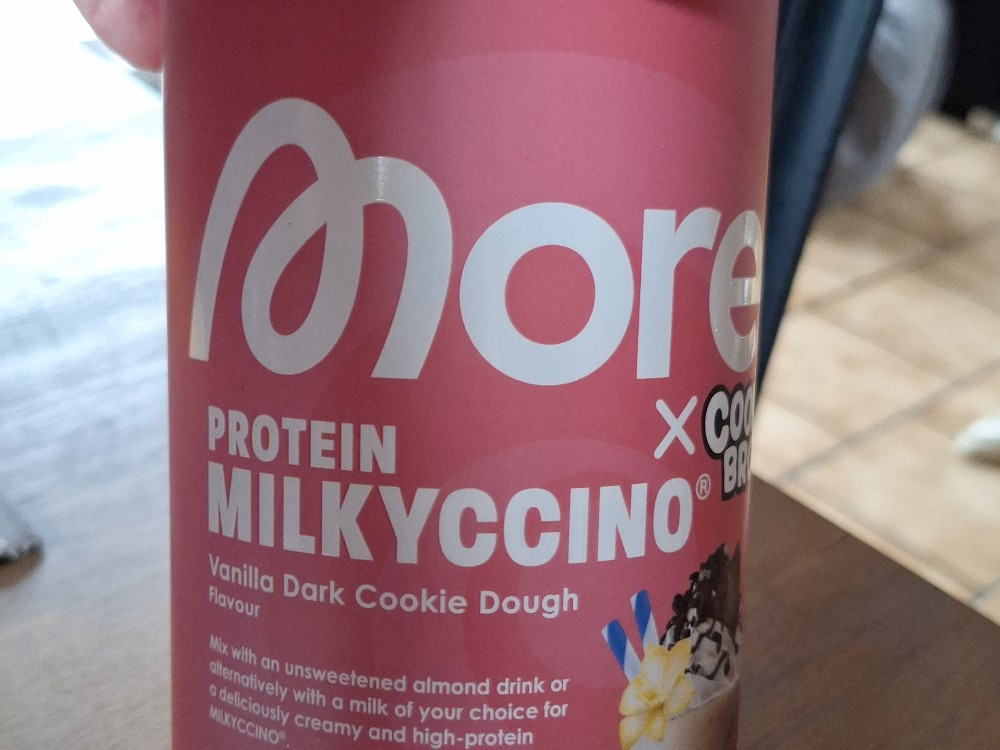 more
x
PROTEIN
MILKYCCINO®
Vanilla Dark Cookie Dough
Flavour
Mix with an unsweetened almond drink or
alternatively with a milk of your choice for
a deliciously creamy and high-protein
MILKYCCINO®.